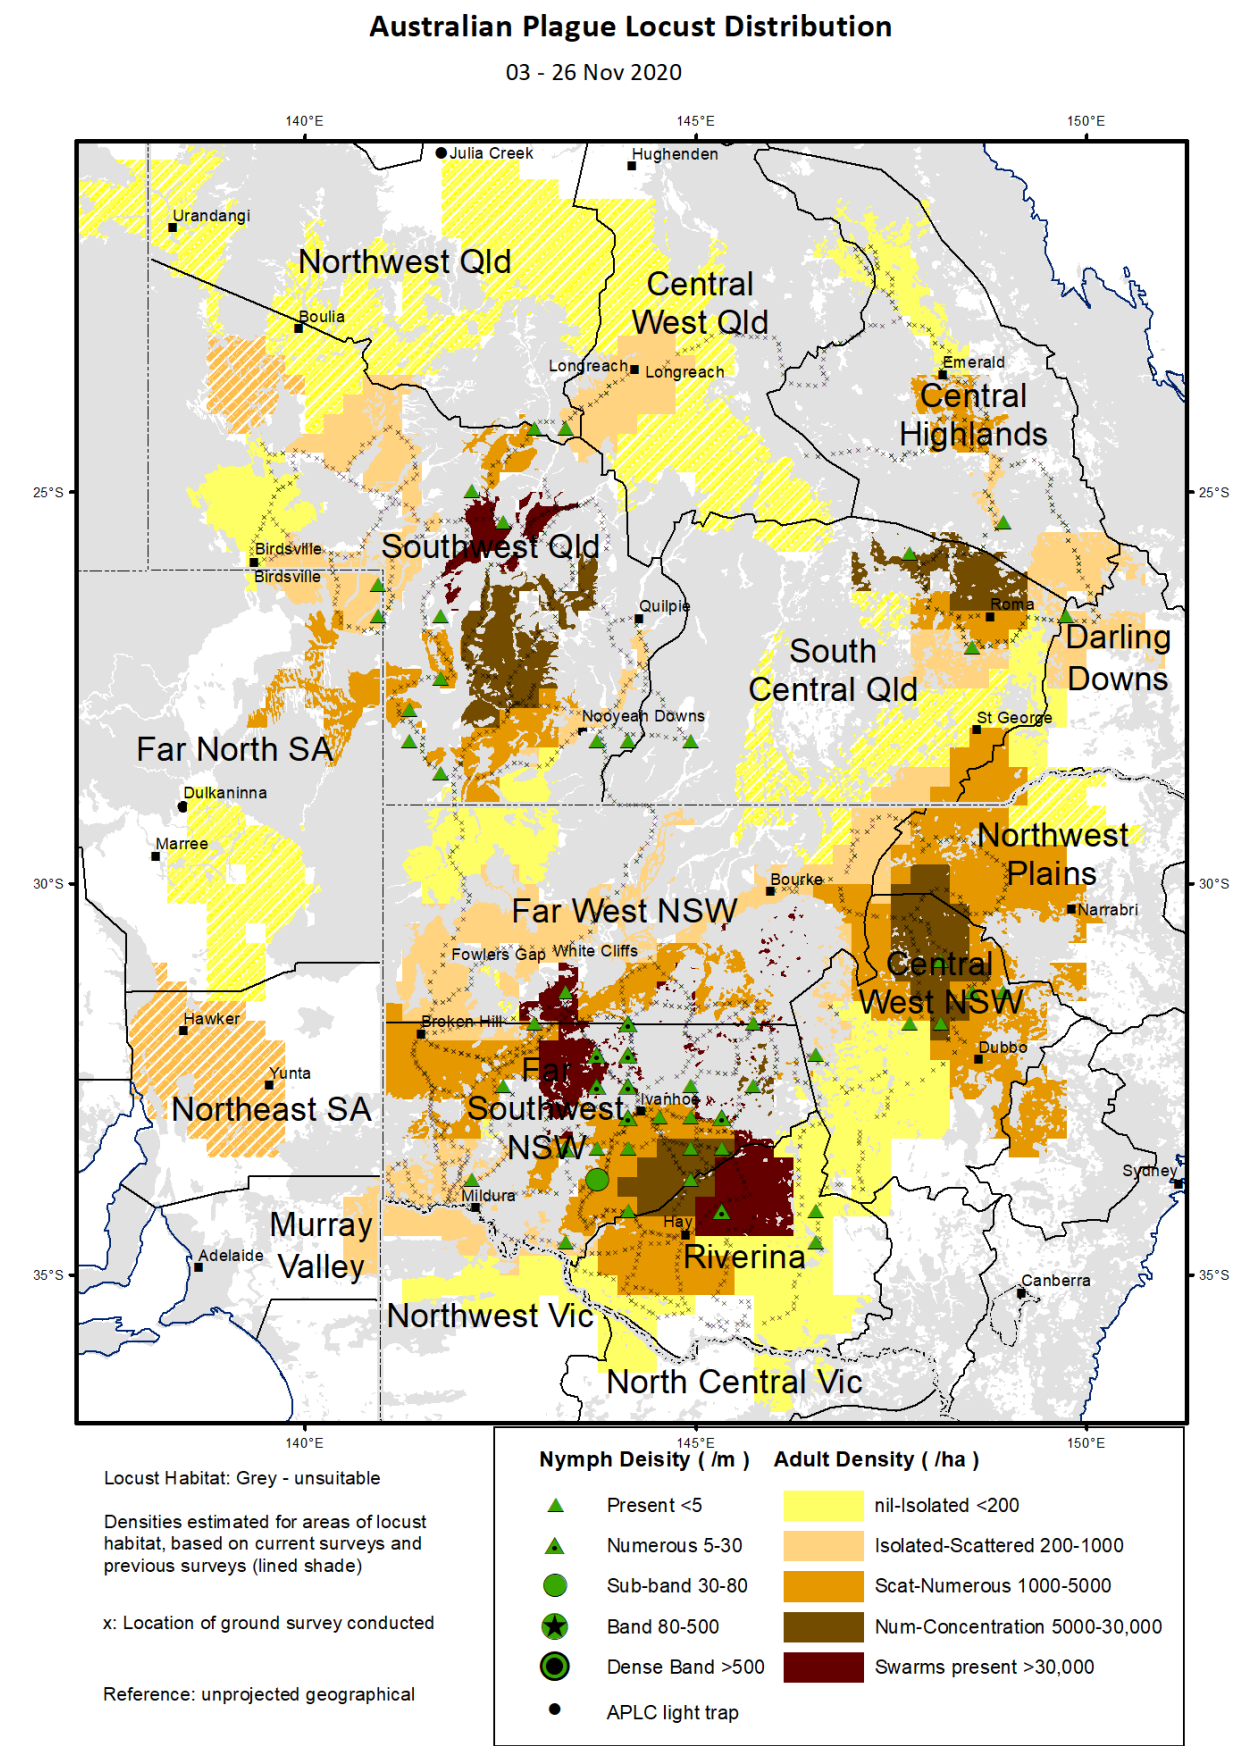 Australian Plague Locust Distribution
03 - 26 Nov 2020
140°E
145°E
150°E
Julia Creek
Hughenden
Urandangi
Northwest Qld
Central
West Qld
Boulia
Longreach
Longreach
Emerald
Central
Highlands
25°S
25°S
Southwest Qld
Birdsville
Birdsville
Quilpie
Roma
Darling
Downs
South
Central Qld
Nooyeah Downs
St George
Far North SA
Dulkaninna
Marree
Northwest
Plains
30°S
30°S
Bourke
Narrabri
Far West NSW
Fowlers Gap
White Cliffs
Central
West NSW
Hawker
Broken Hill
Dubbo
Yunta
Far
Southwest
NSW
Ivanhoe
Northeast SA
Sydney
Mildura
Murray
Valley
Hay
Riverina
Adelaide
35°S
35°S
Canberra
Northwest Vic
North Central Vic
140°E
145°E
150°E
Locust Habitat: Grey - unsuitable
Densities estimated for areas of locust
habitat, based on current surveys and
previous surveys (lined shade)
x: Location of ground survey conducted
Reference: unprojected geographical
Nymph Deisity ( /m )
Adult Density ( /ha )
Present <5
nil-Isolated <200
Numerous 5-30
Isolated-Scattered 200-1000
Sub-band 30-80
Scat-Numerous 1000-5000
Band 80-500
Num-Concentration 5000-30,000
Dense Band >500
Swarms present >30,000
APLC light trap